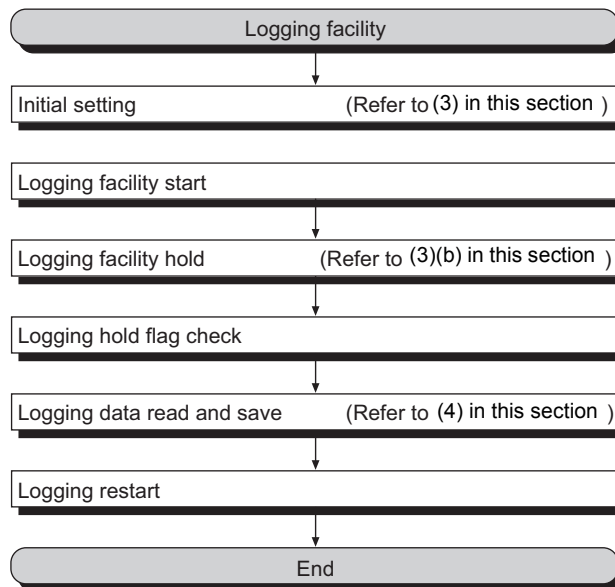 Logging facility
Initial setting (Refer to (3) in this section )
Logging facility start
Logging facility hold (Refer to (3)(b) in this section )
Logging hold flag check
Logging data read and save (Refer to (4) in this section )
Logging restart
End